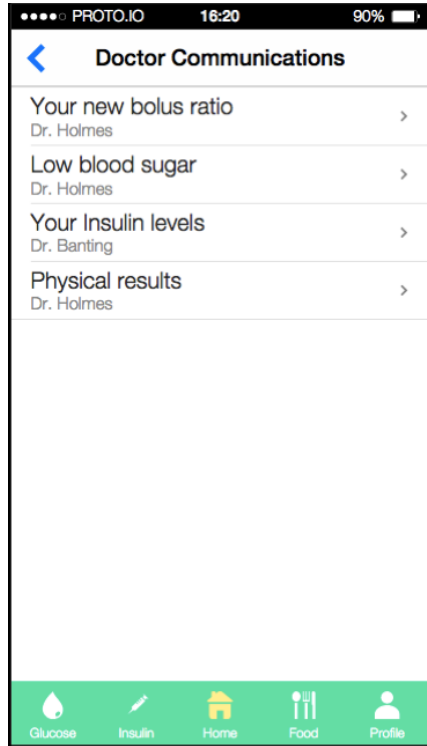 PROTO.IO 16:20 90%
Doctor Communications
Your new bolus ratio
Dr. Holmes
Low blood sugar
Dr. Holmes
Your Insulin levels
Dr. Banting
Physical results
Dr. Holmes
Glucose Insulin Home Food Profile